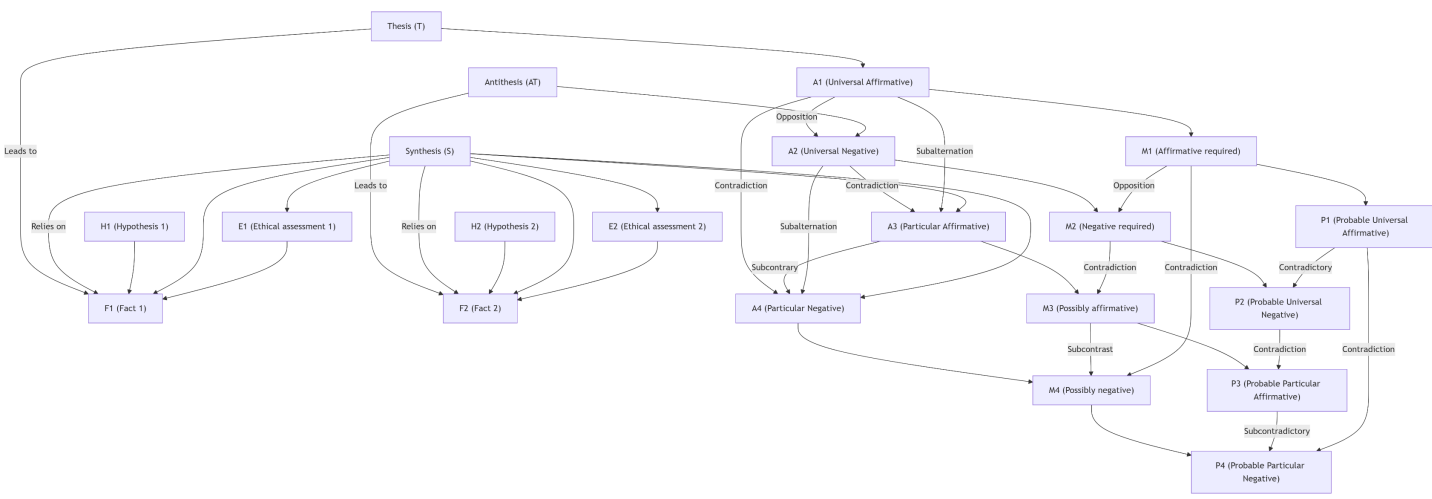 Thesis (T)
Antithesis (AT)
A1 (Universal Affirmative)
Opposition
Leads to
Synthesis (S)
A2 (Universal Negative)
Subalternation
M1 (Affirmative required)
Leads to
Contradiction
Contradiction
Opposition
Relies on
H1 (Hypothesis 1)
E1 (Ethical assessment 1)
Relies on
H2 (Hypothesis 2)
E2 (Ethical assessment 2)
Subalternation
A3 (Particular Affirmative)
M2 (Negative required)
P1 (Probable Universal
Affirmative)
Subcontrary
Contradiction
Contradiction
Contradictory
F1 (Fact 1)
F2 (Fact 2)
A4 (Particular Negative)
M3 (Possibly affirmative)
P2 (Probable Universal
Negative)
Subcontrast
Contradiction
Contradiction
M4 (Possibly negative)
P3 (Probable Particular
Affirmative)
Subcontradictory
P4 (Probable Particular
Negative)